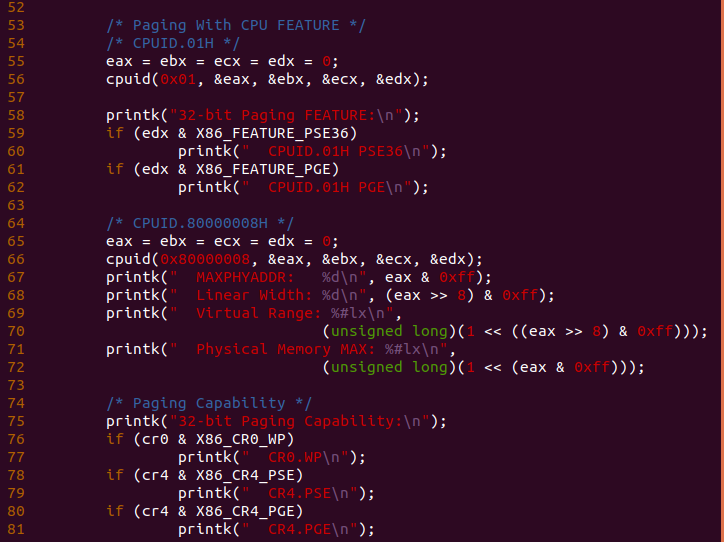 52
53         /* Paging With CPU FEATURE */
54         /* CPUID.01H */
55         eax = ebx = ecx = edx = 0;
56         cpuid(0x01, &eax, &ebx, &ecx, &edx);
57
58         printk("32-bit Paging FEATURE:\n");
59         if (edx & X86_FEATURE_PSE36)
60                 printk("  CPUID.01H PSE36\n");
61         if (edx & X86_FEATURE_PGE)
62                 printk("  CPUID.01H PGE\n");
63
64         /* CPUID.80000008H */
65         eax = ebx = ecx = edx = 0;
66         cpuid(0x80000008, &eax, &ebx, &ecx, &edx);
67         printk("  MAXPHYADDR:   %d\n", eax & 0xff);
68         printk("  Linear Width: %d\n", (eax >> 8) & 0xff);
69         printk("  Virtual Range: %#lx\n",
70                                 (unsigned long)(1 << ((eax >> 8) & 0xff)));
71         printk("  Physical Memory MAX: %#lx\n",
72                                 (unsigned long)(1 << (eax & 0xff)));
73
74         /* Paging Capability */
75         printk("32-bit Paging Capability:\n");
76         if (cr0 & X86_CR0_WP)
77                 printk("  CR0.WP\n");
78         if (cr4 & X86_CR4_PSE)
79                 printk("  CR4.PSE\n");
80         if (cr4 & X86_CR4_PGE)
81                 printk("  CR4.PGE\n");